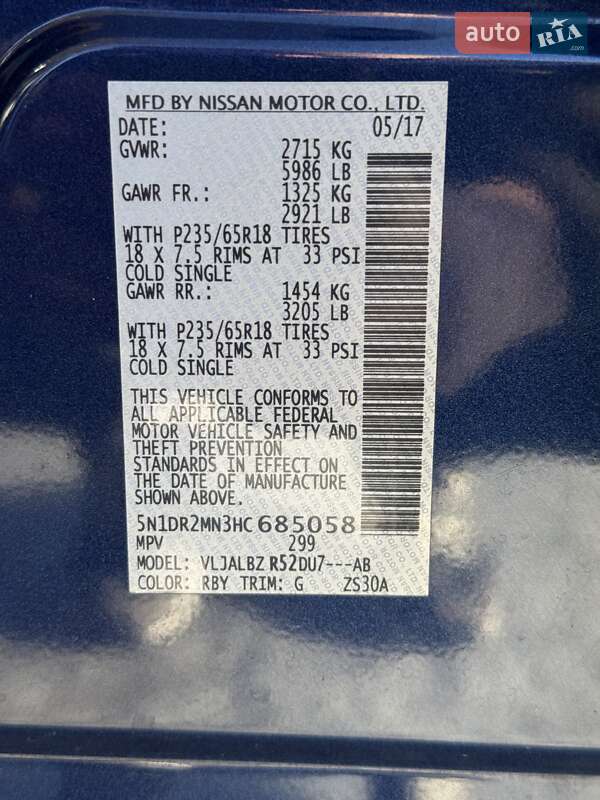 auto RIA
MFD BY NISSAN MOTOR CO., LTD.
DATE: 05/17
GVWR: 2715 KG
5986 LB
GAWR FR.: 1325 KG
2921 LB
WITH P235/65R18 TIRES
18 X 7.5 RIMS AT 33 PSI
COLD SINGLE
GAWR RR.: 1454 KG
3205 LB
WITH P235/65R18 TIRES
18 X 7.5 RIMS AT 33 PSI
COLD SINGLE
THIS VEHICLE CONFORMS TO
ALL APPLICABLE FEDERAL
MOTOR VEHICLE SAFETY AND
THEFT PREVENTION
STANDARDS IN EFFECT ON
THE DATE OF MANUFACTURE
SHOWN ABOVE.
5N1DR2MN3HC685058
MPV 299
MODEL: VLJALBZ R52DU7---AB
COLOR: RBY TRIM: G ZS30A